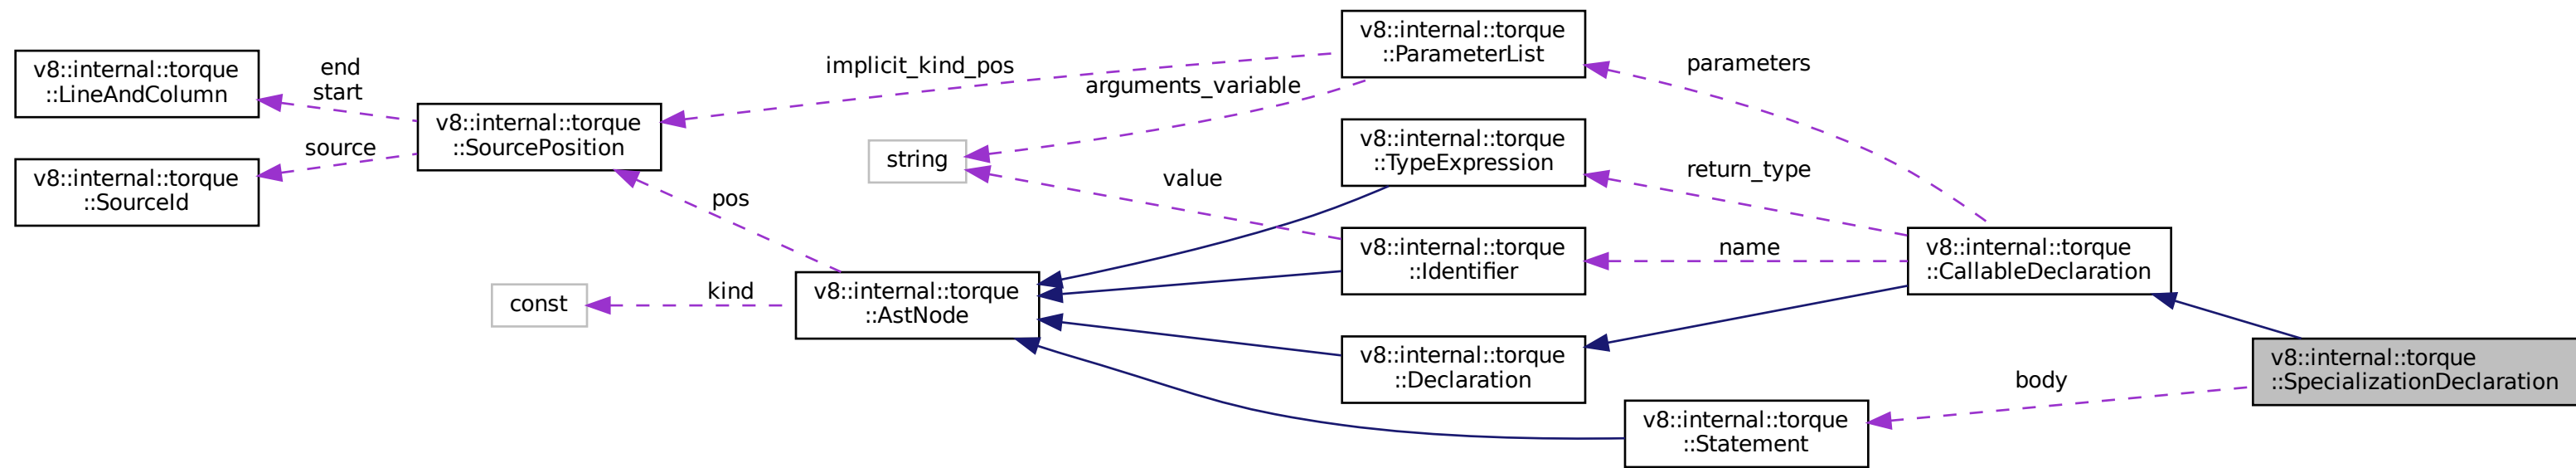 v8::internal::torque
::LineAndColumn
v8::internal::torque
::SourceId
end
start
source
v8::internal::torque
::SourcePosition
const
implicit_kind_pos
pos
kind
string
v8::internal::torque
::AstNode
arguments_variable
value
v8::internal::torque
::ParameterList
v8::internal::torque
::TypeExpression
v8::internal::torque
::Identifier
v8::internal::torque
::Declaration
v8::internal::torque
::Statement
parameters
return_type
name
v8::internal::torque
::CallableDeclaration
body
v8::internal::torque
::SpecializationDeclaration